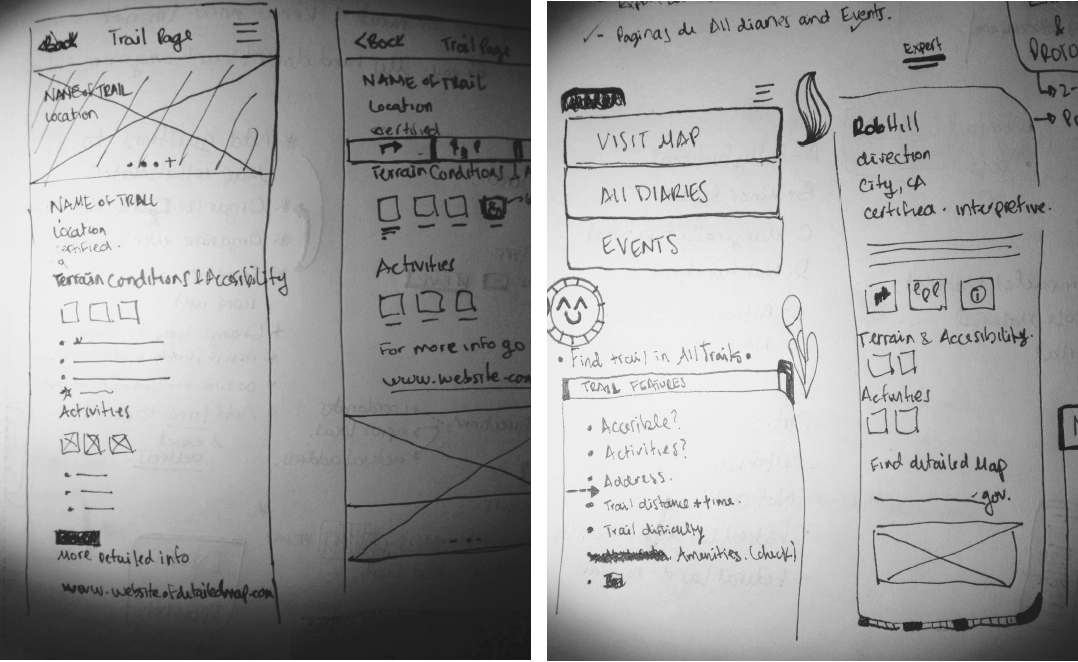 <Back
Trail Page
NAME of TRAIL
Location
NAME OF TRAIL
Location
certified.
Terrain Conditions & Accesibility
Activities
More Detailed info
www.websiteofdetailedmap.com
<Back
Trail Page
NAME of TRail
Location
certified
Terrain Conditions &
Activities
For more info go
www.website.com
- Paginas de All diaries and Events.
Expert
&
PROTO
VISIT MAP
All DIARIES
EVENTS
• Find trail in AllTrails •
TRAIL FEATURES
• Accesible?
• Activities?
• Address.
• Trail distance + time.
• Trail difficulty
Amenities. (check)
Rob Hill
direction
City, CA
certified - interpretive.
Terrain & Accesibility.
Activities
Find detailed Map
.gov.